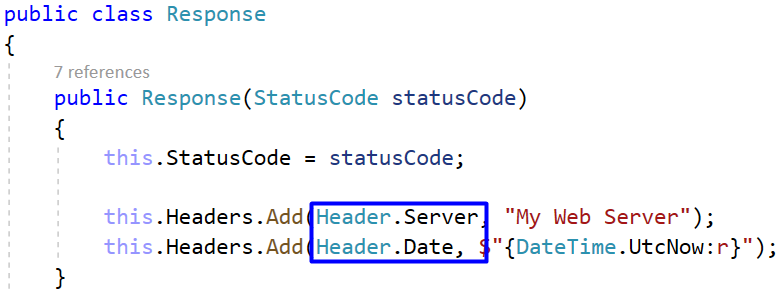 public class Response
{
7 references
public Response(StatusCode statusCode)
{
this.StatusCode = statusCode;
this.Headers.Add(Header.Server, "My Web Server");
this.Headers.Add(Header.Date, $"{DateTime.UtcNow:r}");
}